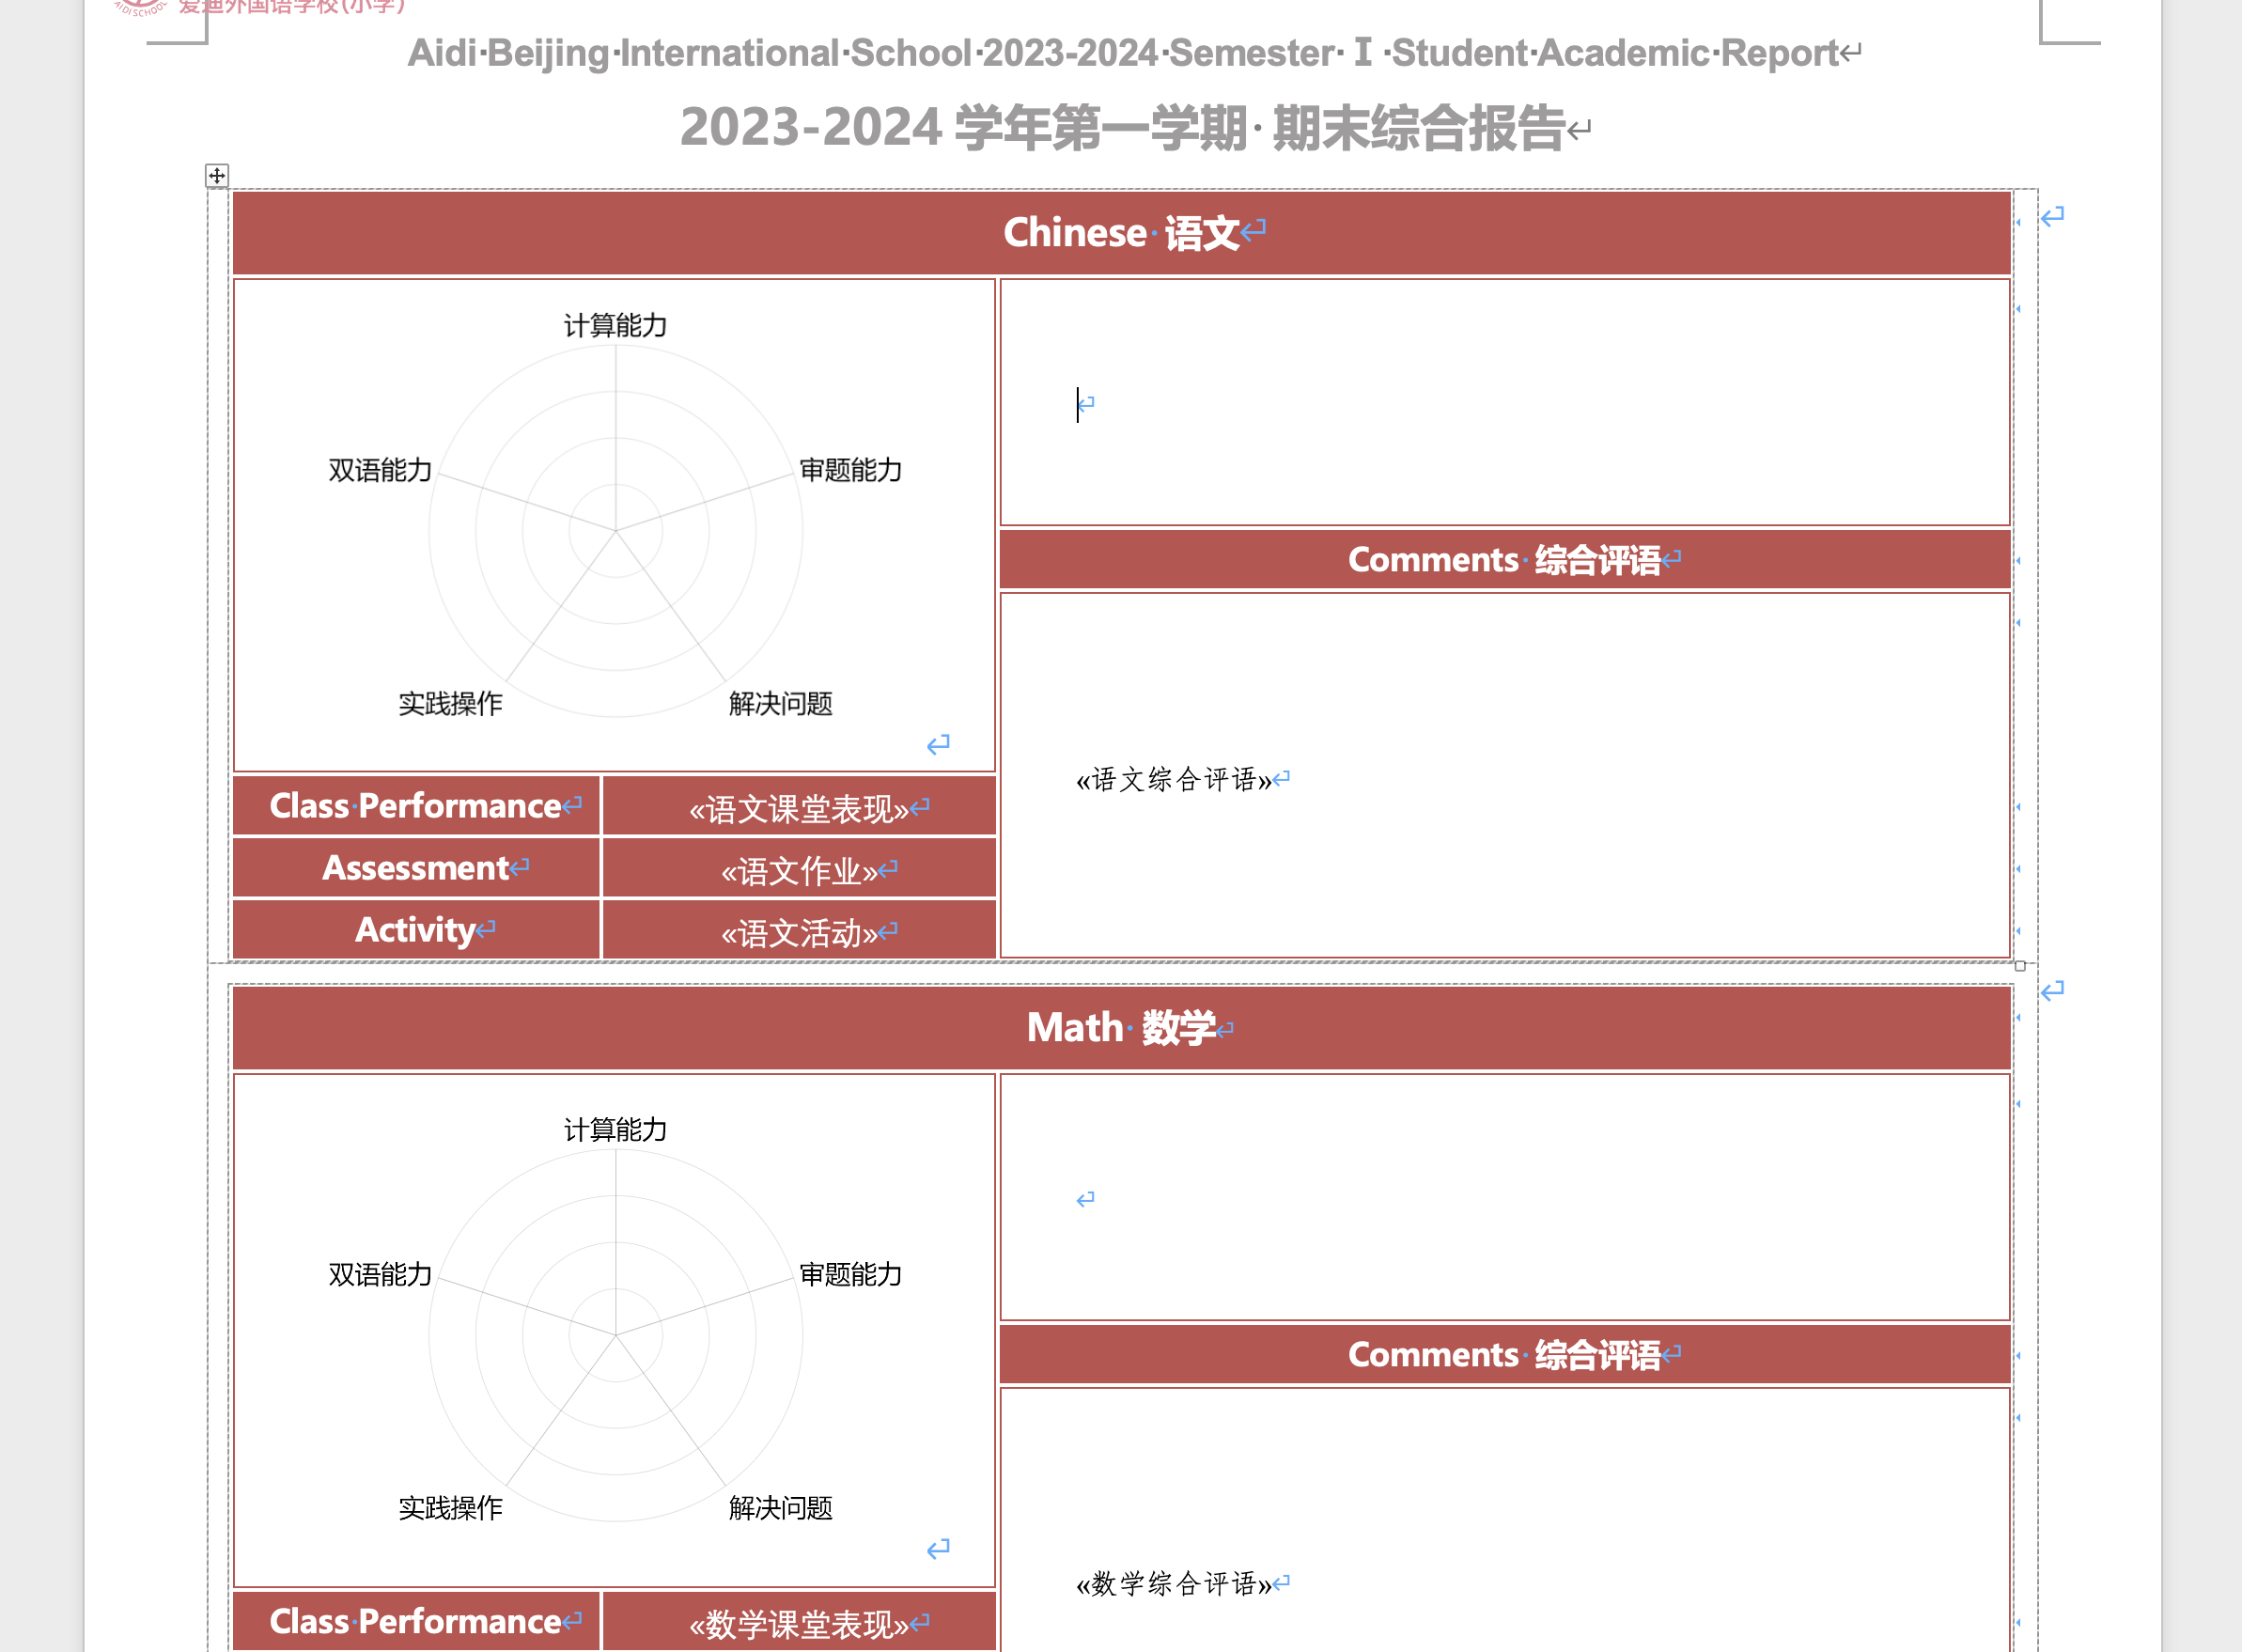 AIDI SCHOOL
爱迪外国语学校(小学)
Aidi·Beijing·International·School·2023-2024·Semester·Ⅰ·Student·Academic·Report
2023-2024 学年第一学期· 期末综合报告
Chinese· 语文
计算能力
双语能力
审题能力
实践操作
解决问题
Comments· 综合评语
«语文综合评语»
Class·Performance
«语文课堂表现»
Assessment
«语文作业»
Activity
«语文活动»
Math· 数学
计算能力
双语能力
审题能力
实践操作
解决问题
Comments· 综合评语
«数学综合评语»
Class·Performance
«数学课堂表现»